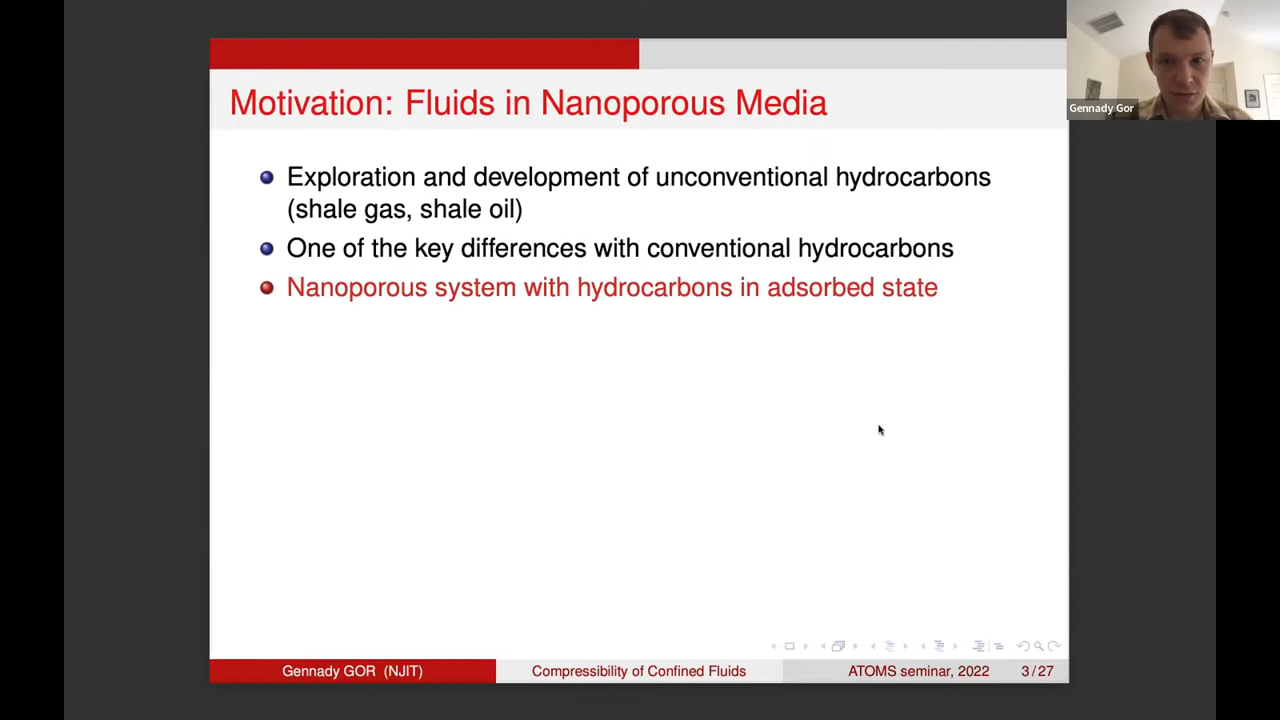 Motivation: Fluids in Nanoporous Media
Gennady Gor
Exploration and development of unconventional hydrocarbons
(shale gas, shale oil)
One of the key differences with conventional hydrocarbons
Nanoporous system with hydrocarbons in adsorbed state
Gennady GOR (NJIT) Compressibility of Confined Fluids ATOMS seminar, 2022 3/27